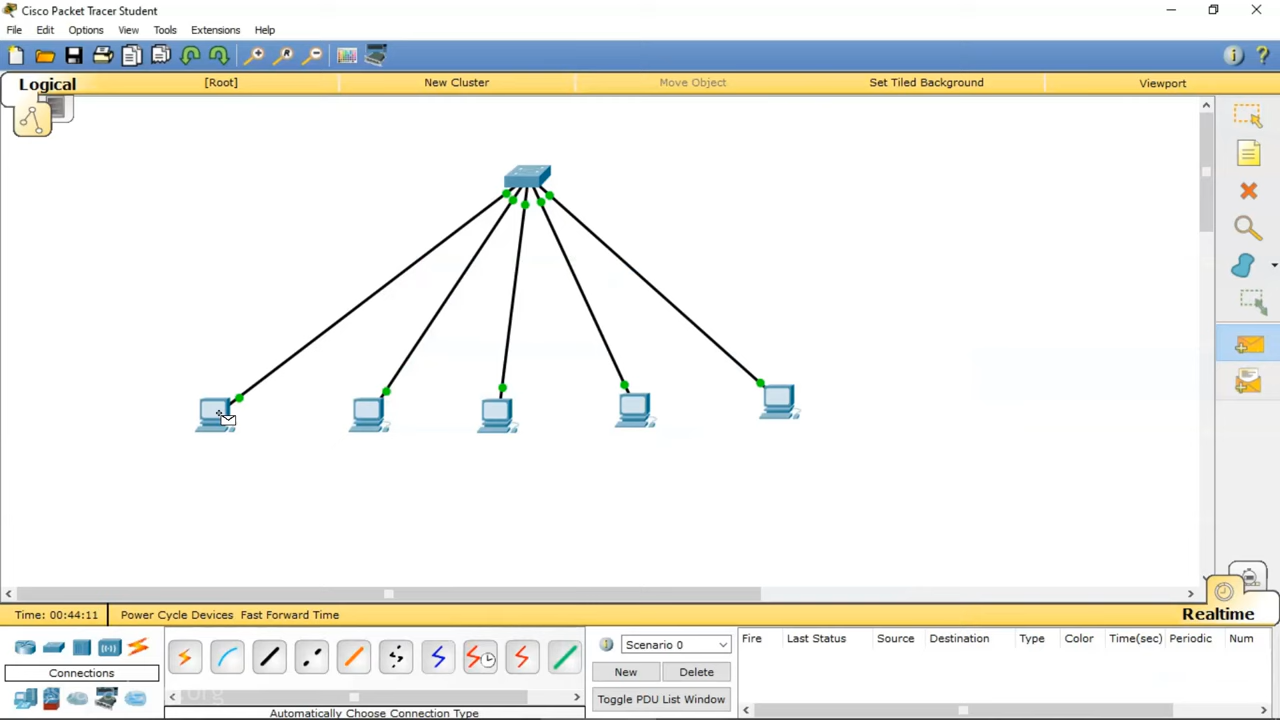 Cisco Packet Tracer Student
File Edit Options View Tools Extensions Help
Logical [Root] New Cluster Move Object Set Tiled Background Viewport
Time: 00:44:11 Power Cycle Devices Fast Forward Time
Realtime
Scenario 0
Fire Last Status Source Destination Type Color Time(sec) Periodic Num
Connections
New Delete
Toggle PDU List Window
Automatically Choose Connection Type